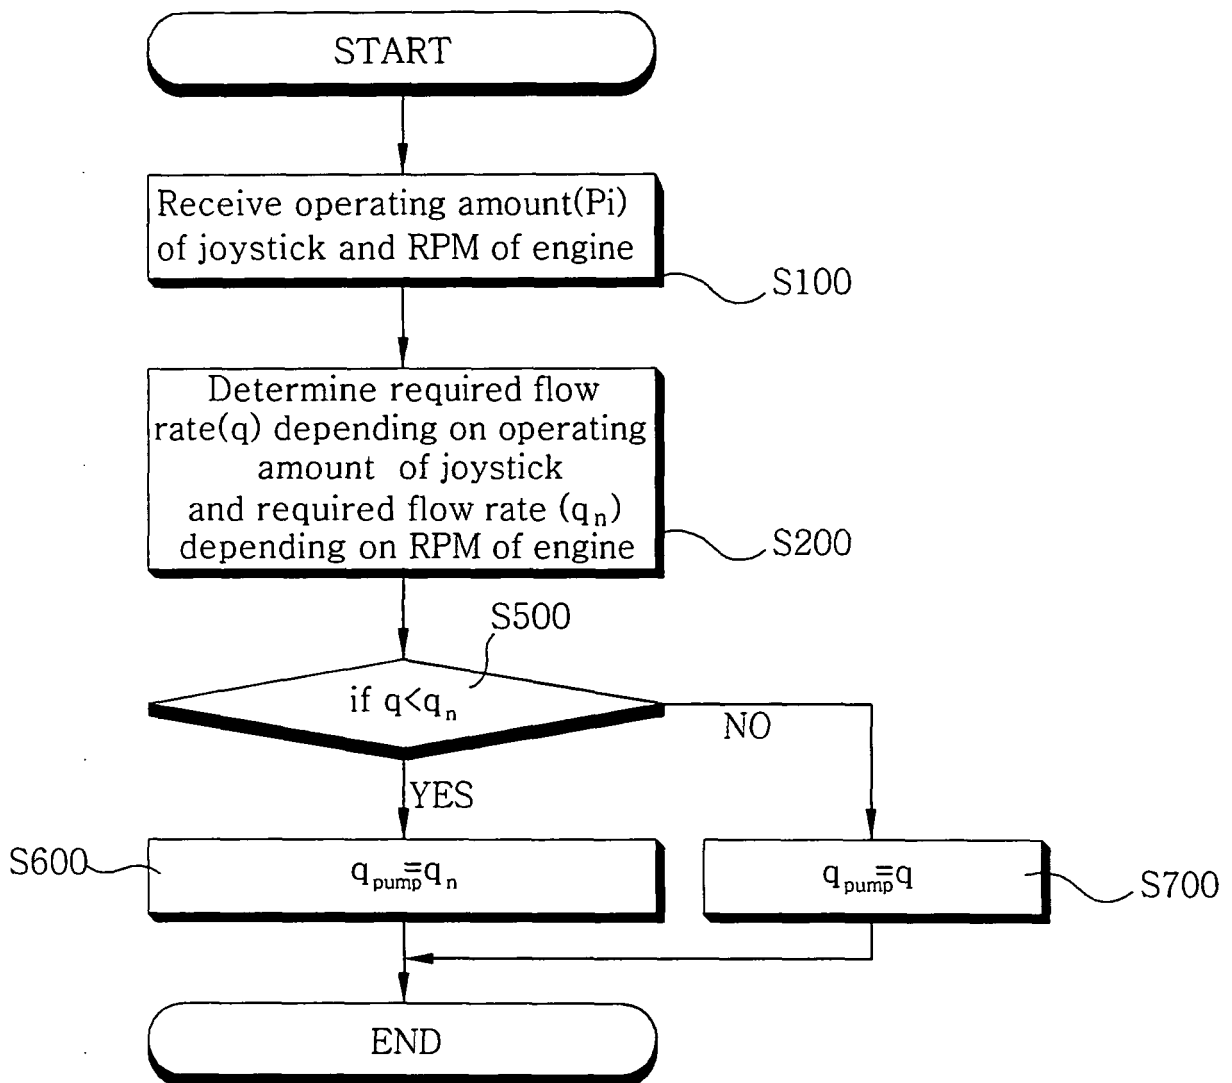 START
Receive operating amount(Pi)
of joystick and RPM of engine
S100
Determine required flow
rate(q) depending on operating
amount of joystick
and required flow rate (qn)
depending on RPM of engine
S200
S500
if q<qn
NO
YES
S600
qpump=qn
qpump=q
S700
END